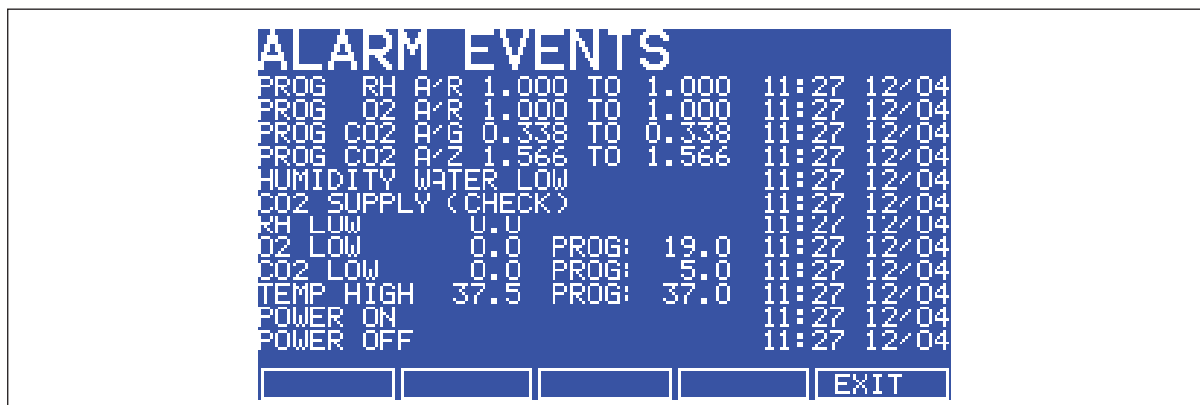 ALARM EVENTS
PROG RH A/R 1.000 TO 1.000 11:27 12/04
PROG O2 A/R 1.000 TO 1.000 11:27 12/04
PROG CO2 A/G 0.338 TO 0.338 11:27 12/04
PROG CO2 A/Z 1.566 TO 1.566 11:27 12/04
HUMIDITY WATER LOW 11:27 12/04
CO2 SUPPLY (CHECK) 11:27 12/04
RH LOW 0.0 11:27 12/04
O2 LOW 0.0 PROG: 19.0 11:27 12/04
CO2 LOW 0.0 PROG: 5.0 11:27 12/04
TEMP HIGH 37.5 PROG: 37.0 11:27 12/04
POWER ON 11:27 12/04
POWER OFF 11:27 12/04
EXIT